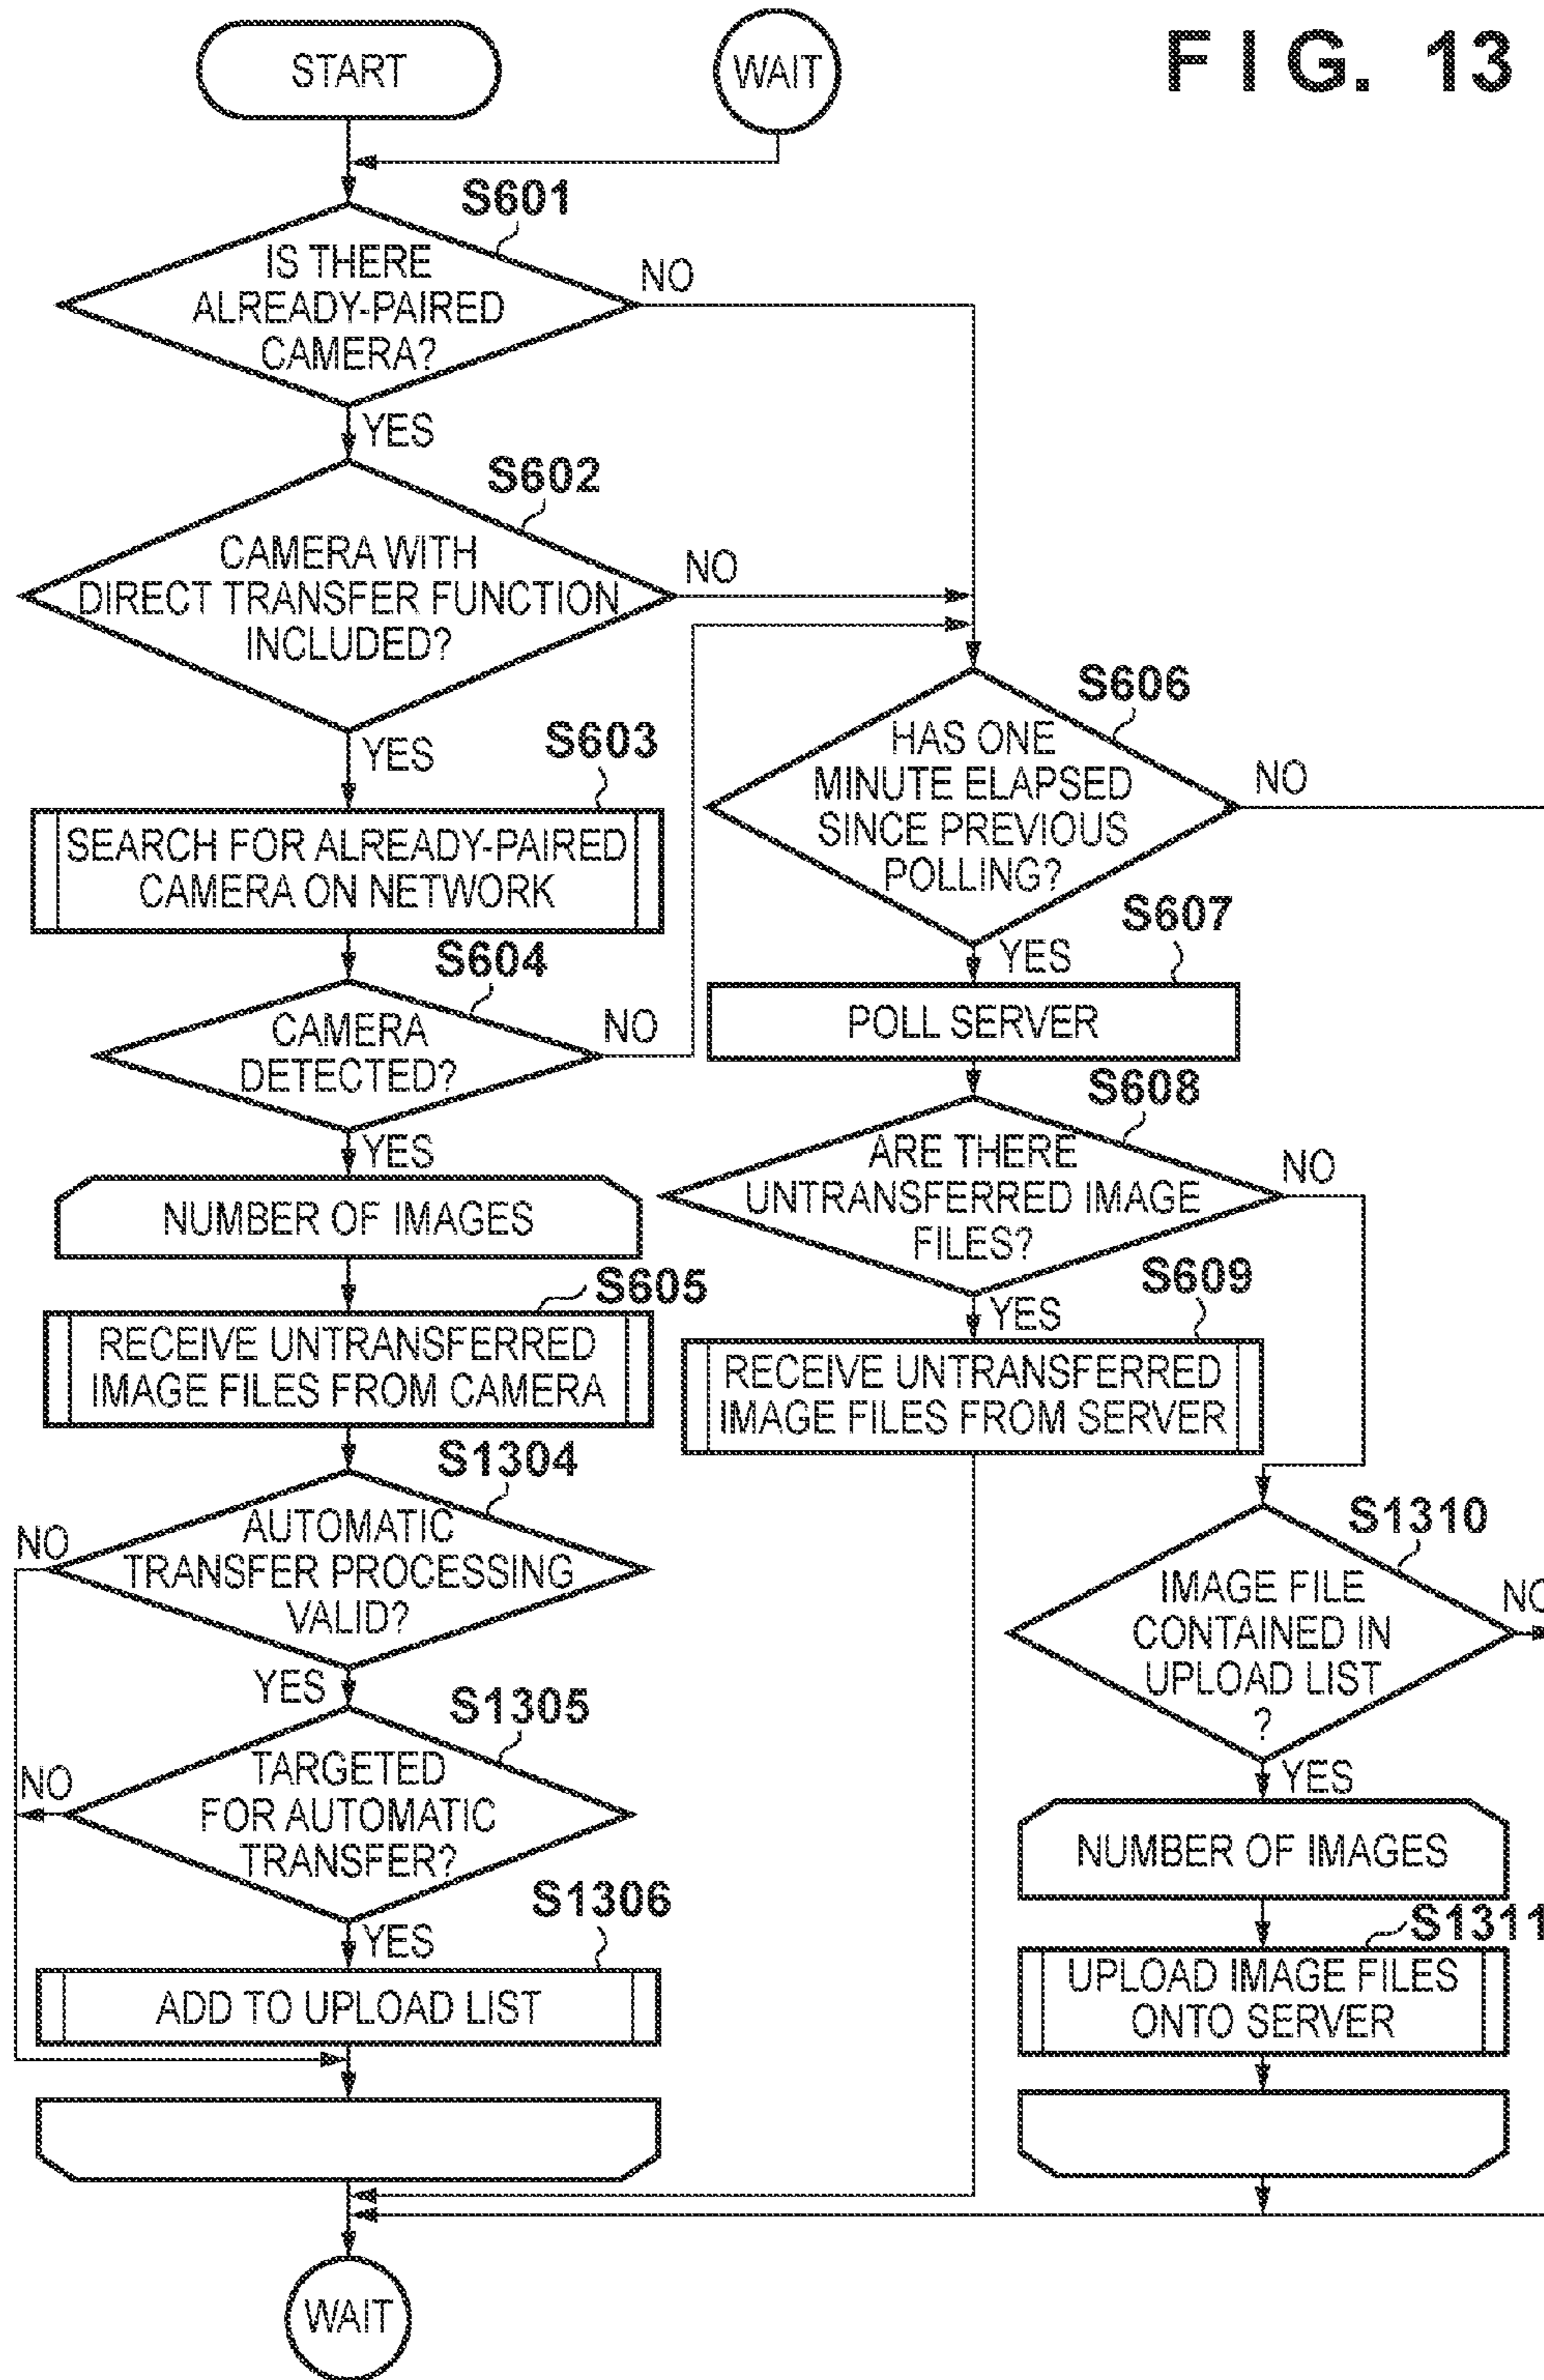 FIG. 13
START
WAIT
S601
IS THERE
ALREADY-PAIRED
CAMERA?
NO
YES
S602
CAMERA WITH
DIRECT TRANSFER FUNCTION
INCLUDED?
NO
YES
S603
SEARCH FOR ALREADY-PAIRED
CAMERA ON NETWORK
S604
CAMERA
DETECTED?
NO
YES
NUMBER OF IMAGES
S605
RECEIVE UNTRANSFERRED
IMAGE FILES FROM CAMERA
S1304
AUTOMATIC
TRANSFER PROCESSING
VALID?
NO
YES
S1305
TARGETED
FOR AUTOMATIC
TRANSFER?
NO
YES
S1306
ADD TO UPLOAD LIST
WAIT
S606
HAS ONE
MINUTE ELAPSED
SINCE PREVIOUS
POLLING?
NO
YES
S607
POLL SERVER
S608
ARE THERE
UNTRANSFERRED IMAGE
FILES?
NO
YES
S609
RECEIVE UNTRANSFERRED
IMAGE FILES FROM SERVER
S1310
IMAGE FILE
CONTAINED IN
UPLOAD LIST
?
NO
YES
NUMBER OF IMAGES
S1311
UPLOAD IMAGE FILES
ONTO SERVER